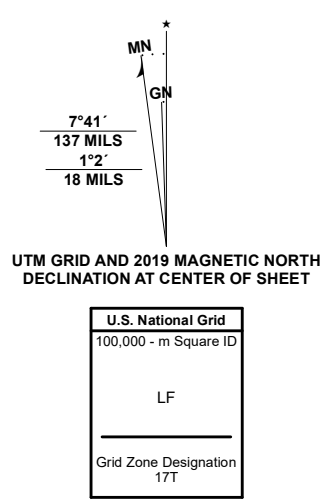 MN
GN
7°41´
137 MILS
1°2´
18 MILS
UTM GRID AND 2019 MAGNETIC NORTH
DECLINATION AT CENTER OF SHEET
U.S. National Grid
100,000 - m Square ID
LF
Grid Zone Designation
17T